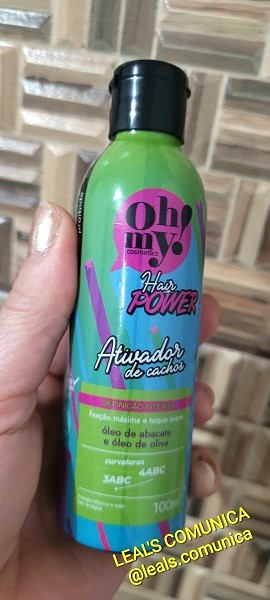 Oh
my!
cosmetics
Hair
POWER
Ativador
de cachos
DEFINIÇÃO INTENSA
fixação máxima e toque suave
óleo de abacate
e óleo de oliva
curvaturas
4ABC
3ABC
100ml
LEAL'S COMUNICA
@leals.comunica